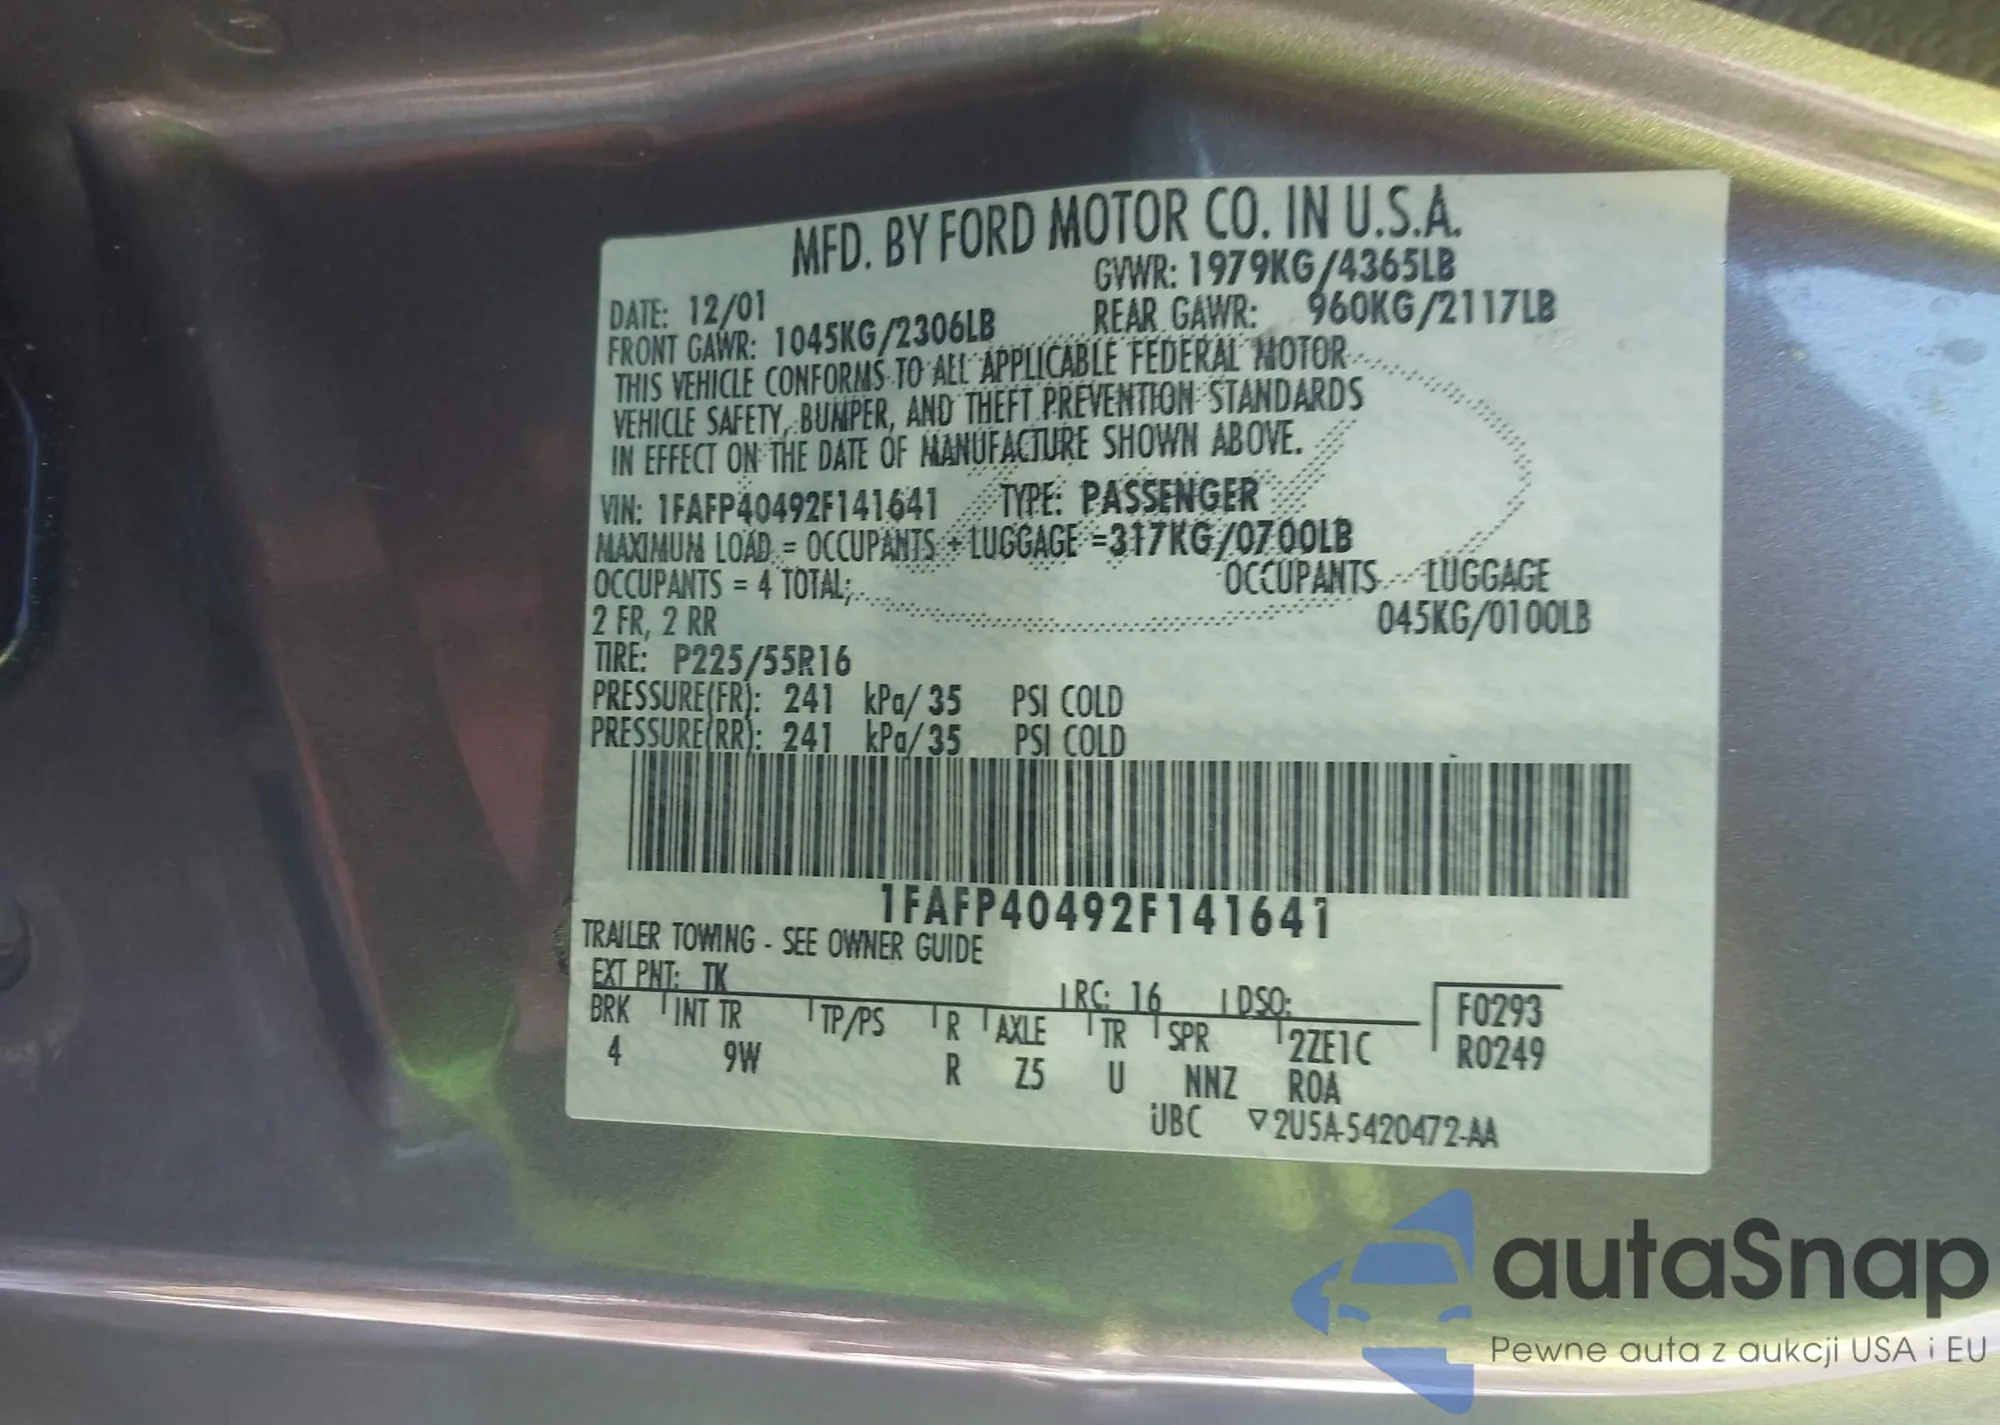 MFD. BY FORD MOTOR CO. IN U.S.A.
DATE: 12/01 GVWR: 1979KG/4365LB
FRONT GAWR: 1045KG/2306LB REAR GAWR: 960KG/2117LB
THIS VEHICLE CONFORMS TO ALL APPLICABLE FEDERAL MOTOR
VEHICLE SAFETY, BUMPER, AND THEFT PREVENTION STANDARDS
IN EFFECT ON THE DATE OF MANUFACTURE SHOWN ABOVE.
VIN: 1FAFP40492F141641 TYPE: PASSENGER
MAXIMUM LOAD = OCCUPANTS + LUGGAGE =317KG/0700LB
OCCUPANTS = 4 TOTAL; OCCUPANTS LUGGAGE
2 FR, 2 RR 045KG/0100LB
TIRE: P225/55R16
PRESSURE(FR): 241 kPa/35 PSI COLD
PRESSURE(RR): 241 kPa/35 PSI COLD
1FAFP40492F141641
TRAILER TOWING - SEE OWNER GUIDE
EXT PNT: TK RC: 16 DSO: F0293
BRK INT TR TP/PS R AXLE TR SPR 2ZE1C R0249
4 9W R Z5 U NNZ ROA
UBC ▽2U5A-5420472-AA
autaSnap
Pewne auta z aukcji USA i EU